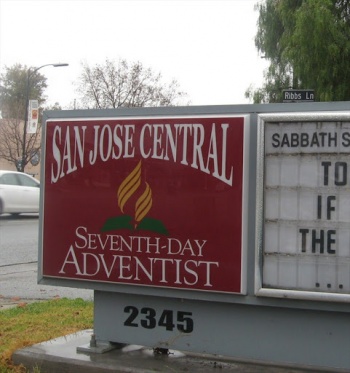 Ribbs Ln
SAN JOSE CENTRAL
SEVENTH-DAY
ADVENTIST
2345
SABBATH S
TO
IF
THE
...